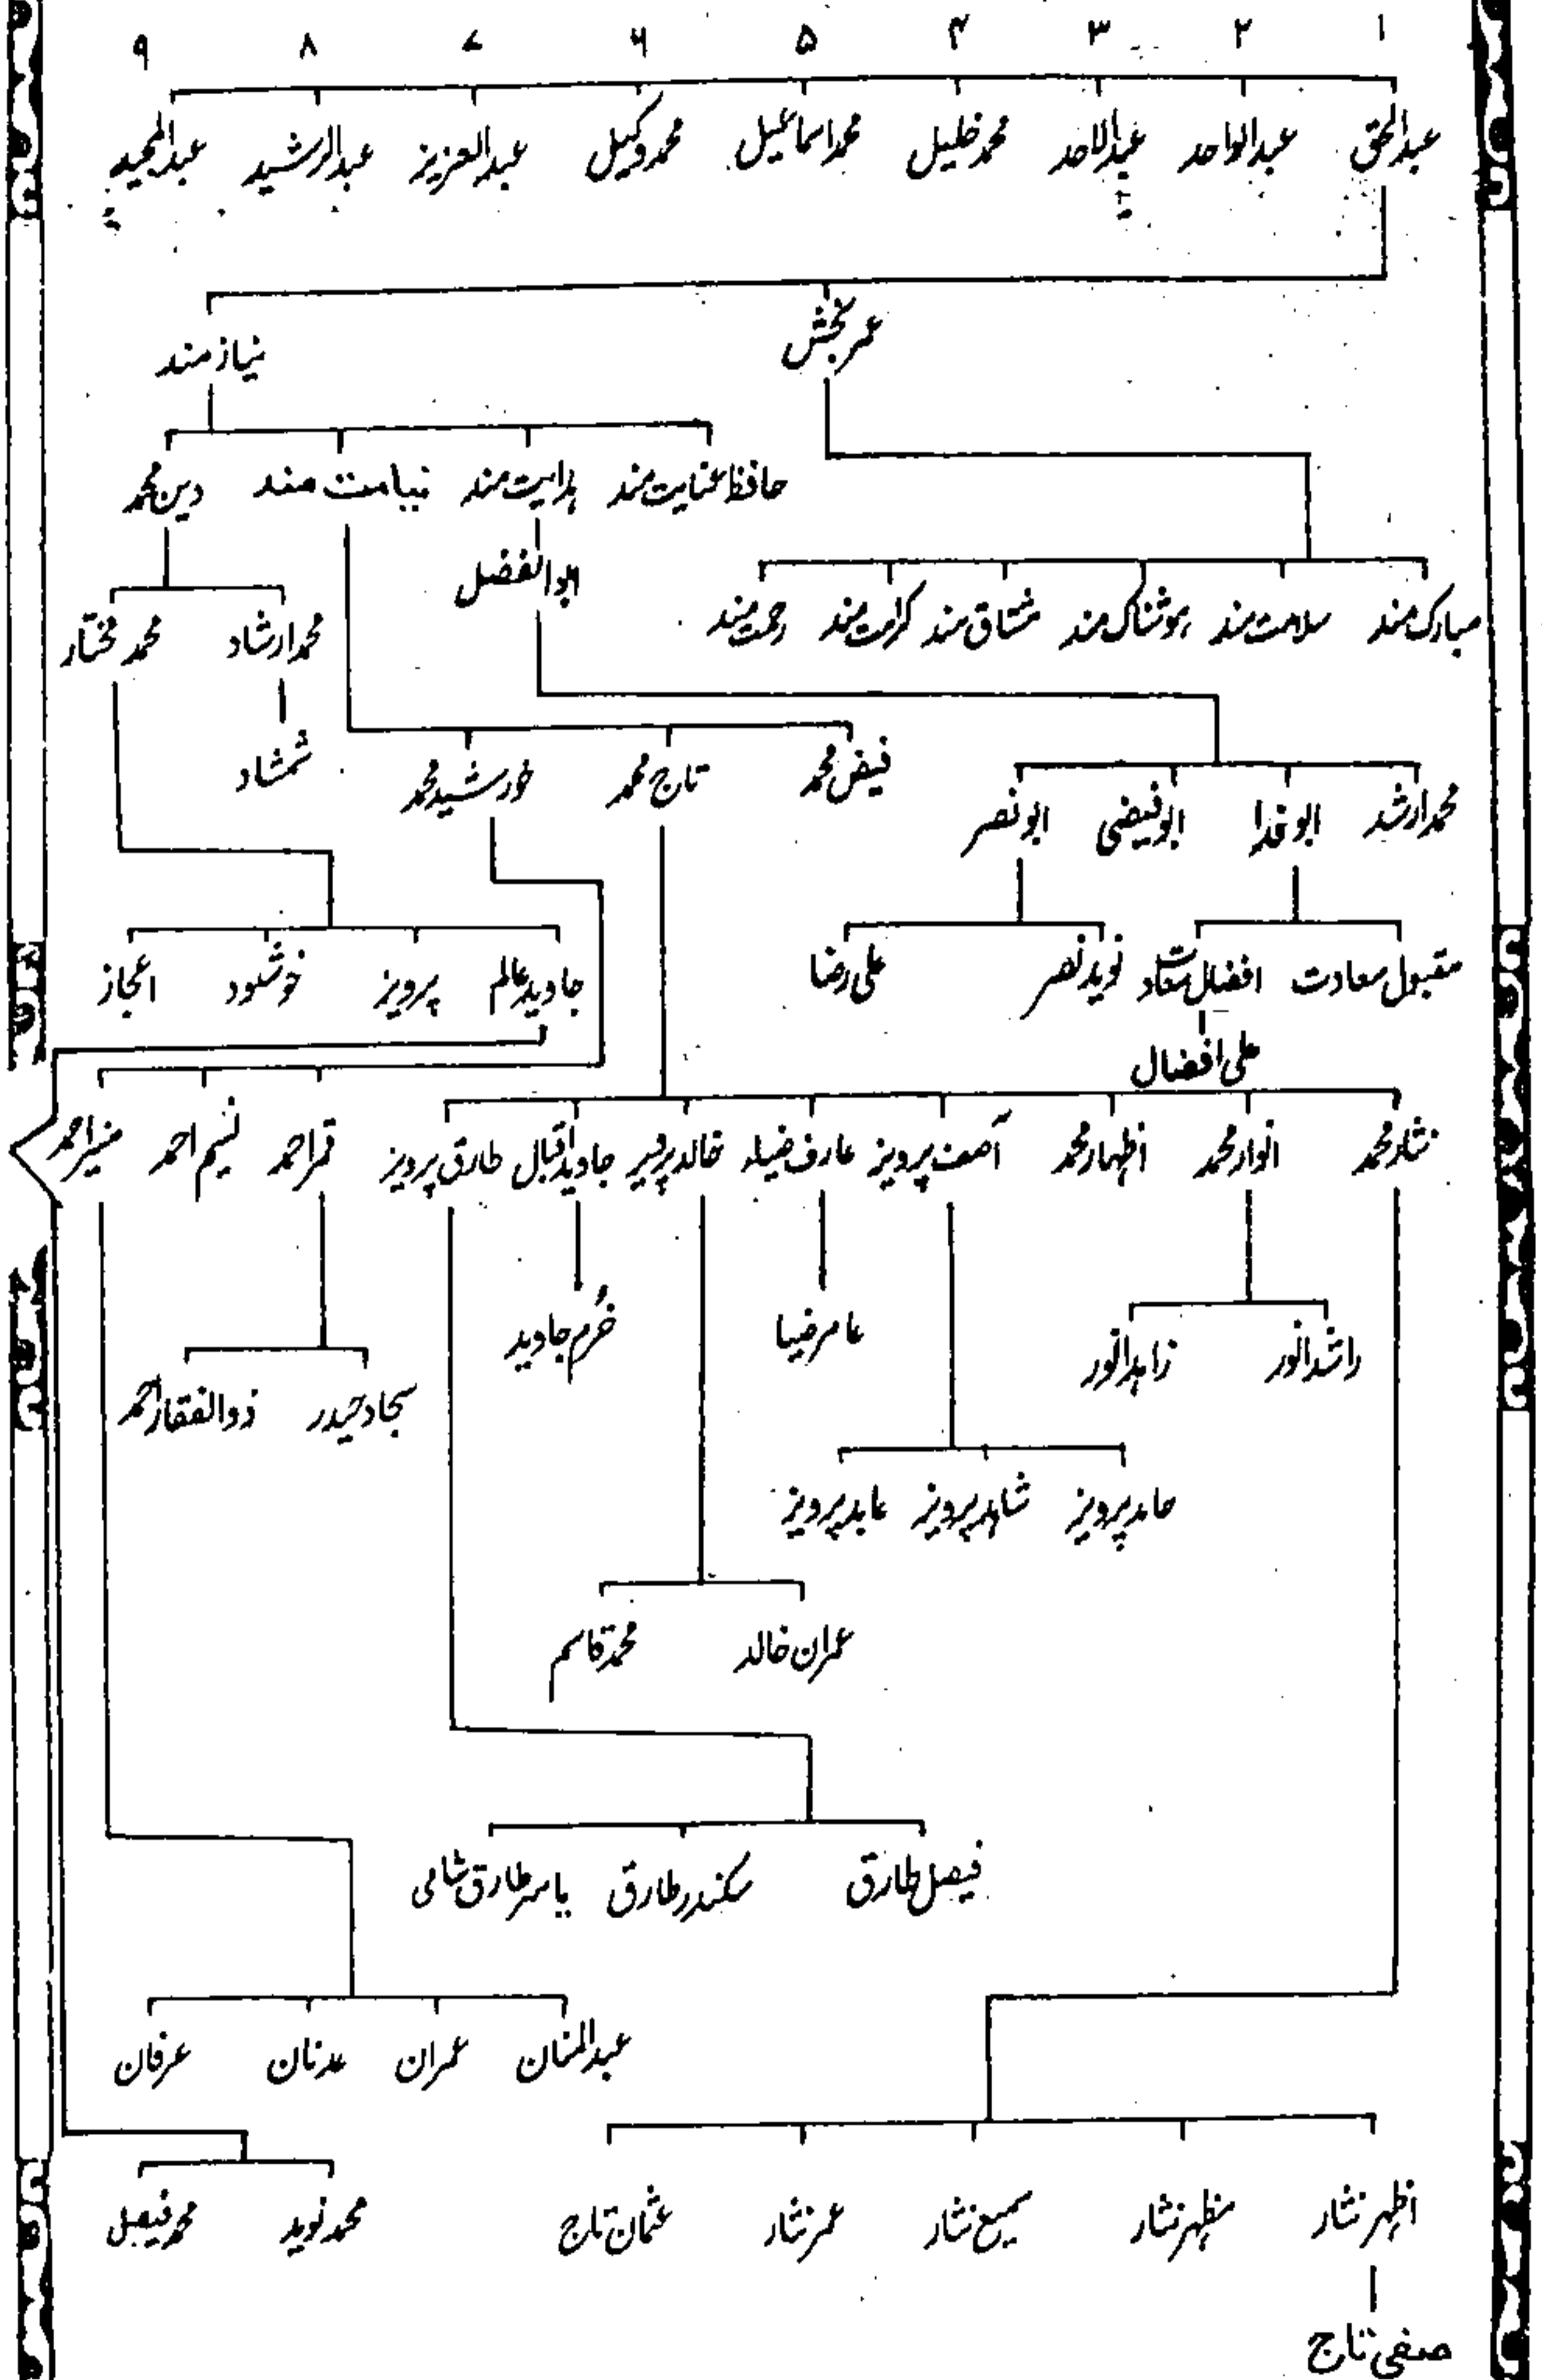 ۱ ۲ ۳ ۴ ۵ ۶ ۷ ۸ ۹
عبدالحق عبدالواحد عبدالاحد محمد خلیل محمد اسماعیل محمد وکیل عبدالعزیز عبدالرشید عبدالمجید
عمر بخش
نیاز مند
حافظ عنایت مند ہدایت مند نیامت مند دین محمد
ابوالفضل
مبارک مند سلامت مند ہوشناک مند مشتاق مند کرامت مند رحمت مند
محمد ارشاد محمد مختار
فیض محمد تاج محمد خورشید محمد شمشاد
محمد ارشد ابو فدا ابو فیضی ابو نصر
مقبول سعادت افضال سعادت نوید نصر علی رضا
جاوید عالم پرویز خوشنود اعجاز
علی افضال
نثار محمد انوار محمد اظہار محمد آصف پرویز عارف ضیاء خالد پرویز جاوید اقبال طارق پرویز
قمر احمد نسیم احمد منیر احمد
راشد انور زاہد انور عامر ضیا خرم جاوید
سجاد حیدر ذوالفقار احمد
حامد پرویز شاہد پرویز عابد پرویز
عمران خالد محمد قاسم
فیصل طارق سکندر طارق یاسر طارق شامی
عبدالمنان عمران عدنان عرفان
اظہر نثار مظہر نثار سمیع نثار عمر نثار عثمان تاج
محمد نوید محمد فیصل
صفی تاج